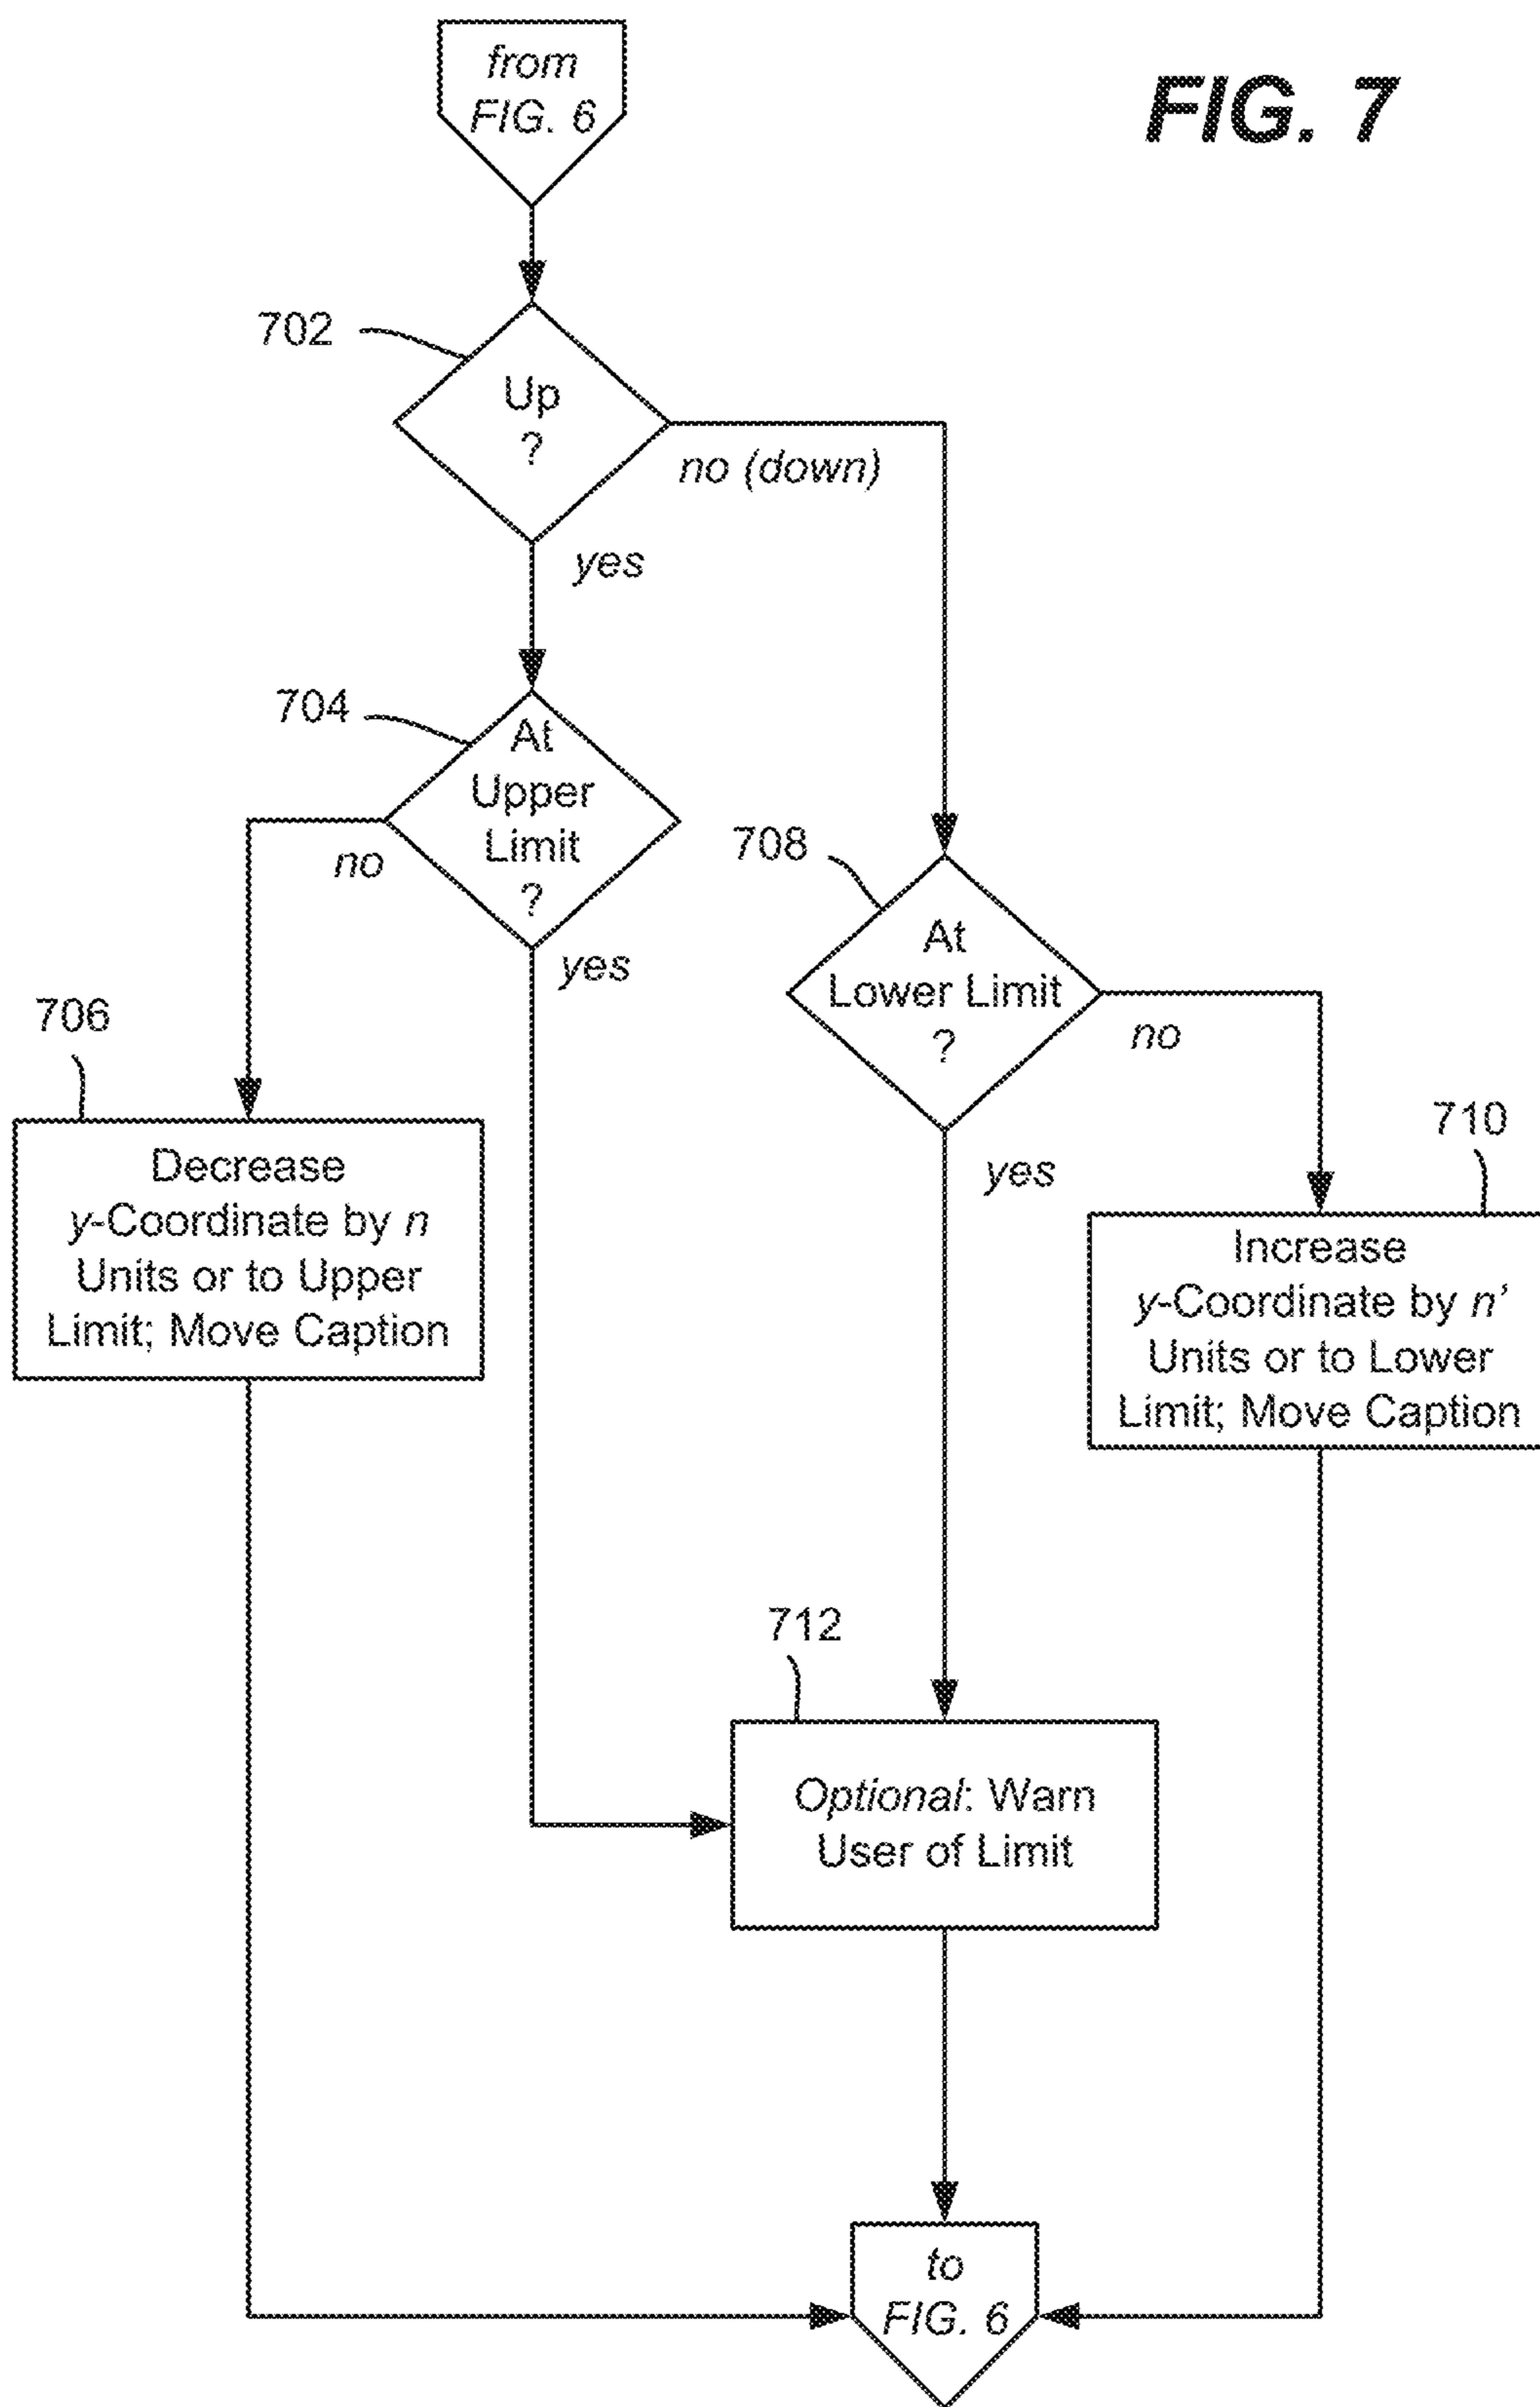 from
FIG. 6
FIG. 7
702
Up
?
no (down)
yes
704
At
Upper
Limit
?
no
yes
708
At
Lower Limit
?
no
yes
706
Decrease
y-Coordinate by n
Units or to Upper
Limit; Move Caption
710
Increase
y-Coordinate by n’
Units or to Lower
Limit; Move Caption
712
Optional: Warn
User of Limit
to
FIG. 6